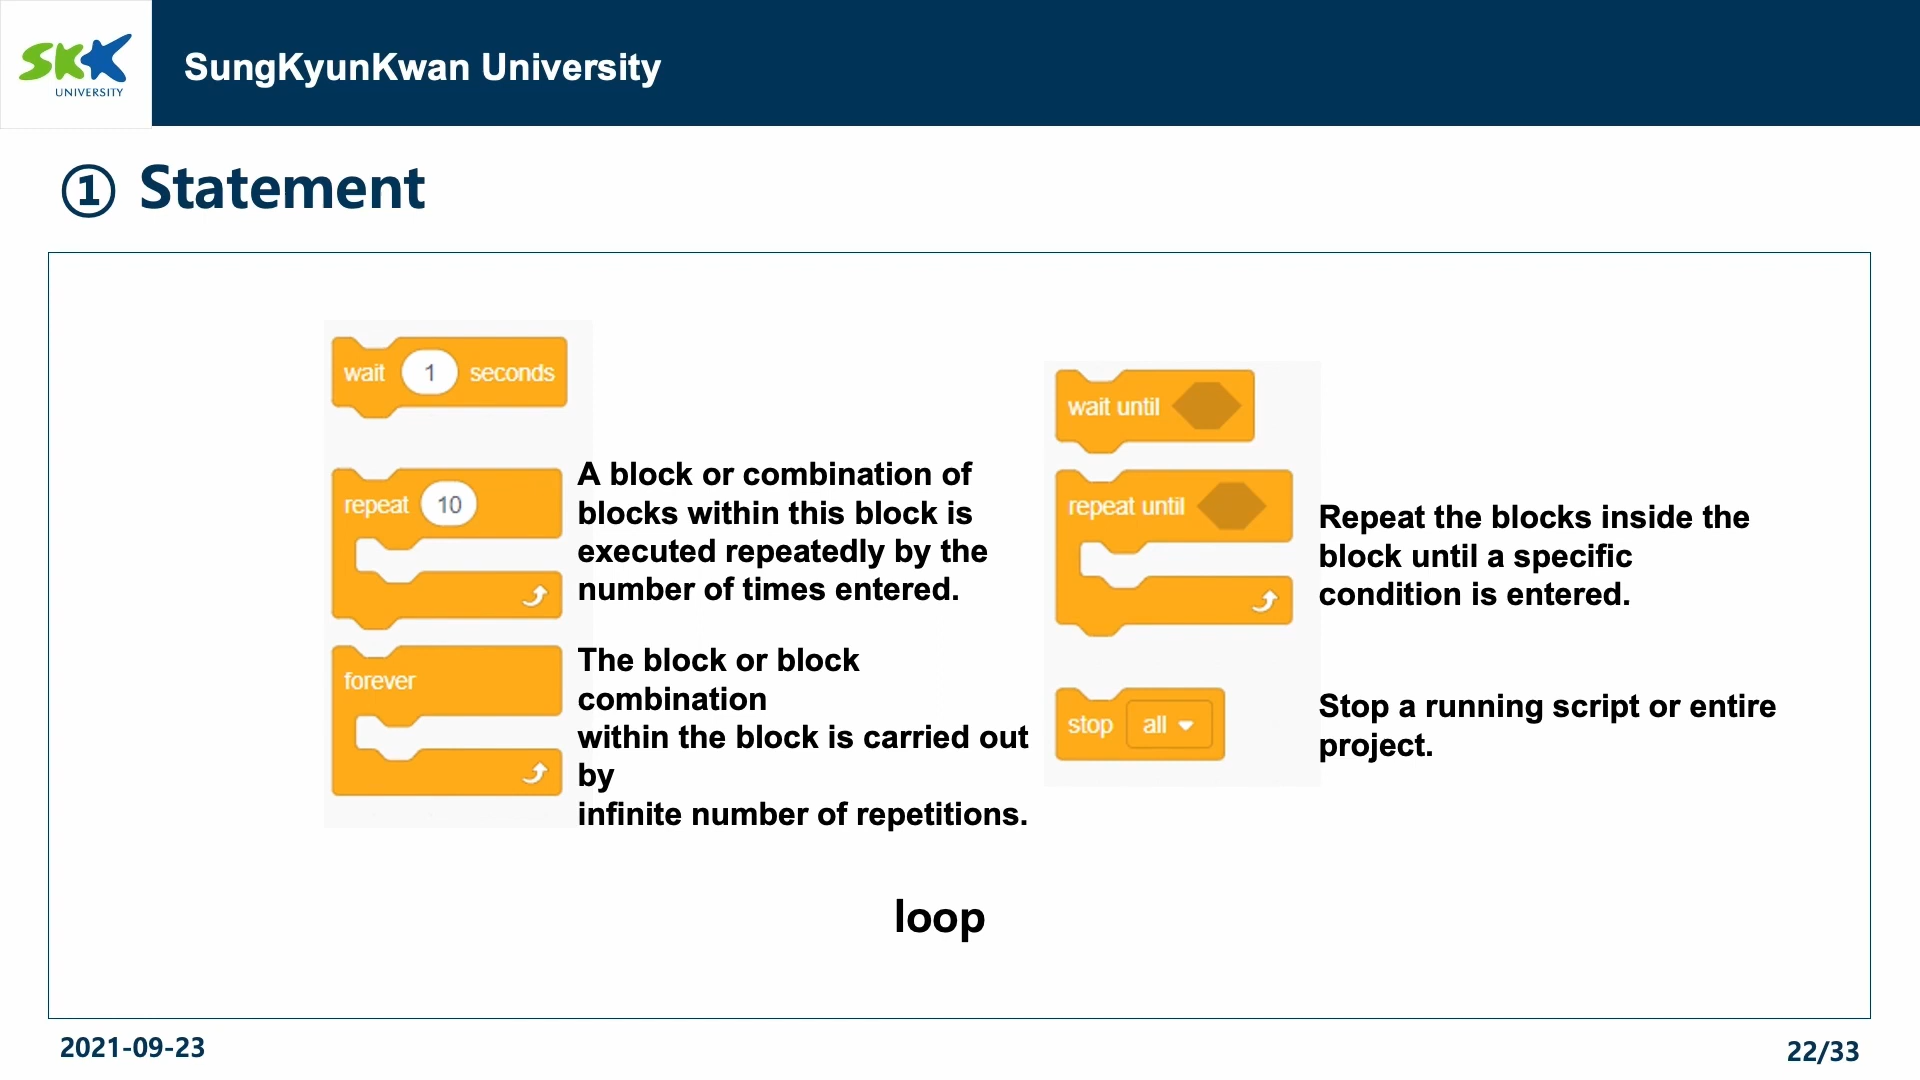 SKK
UNIVERSITY
SungKyunKwan University
① Statement
wait 1 seconds
repeat 10
A block or combination of
blocks within this block is
executed repeatedly by the
number of times entered.
forever
The block or block
combination
within the block is carried out
by
infinite number of repetitions.
wait until
repeat until
Repeat the blocks inside the
block until a specific
condition is entered.
stop all
Stop a running script or entire
project.
loop
2021-09-23
22/33